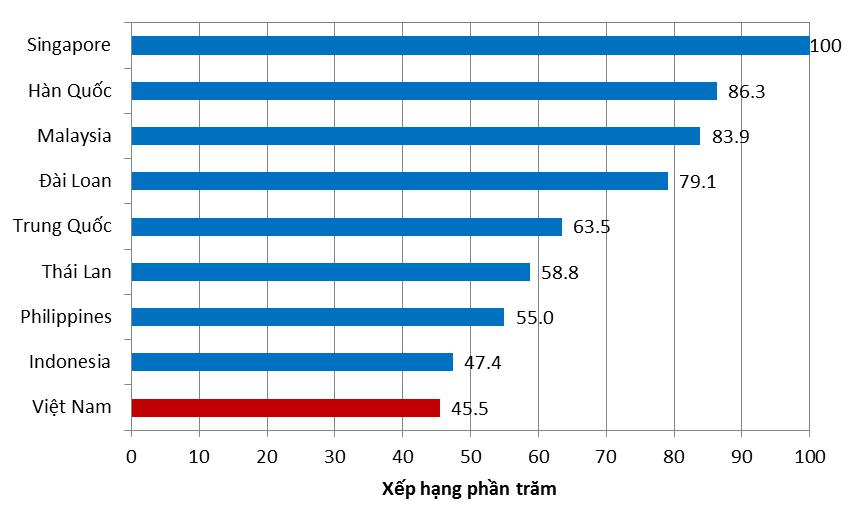 Singapore 100
Hàn Quốc 86.3
Malaysia 83.9
Đài Loan 79.1
Trung Quốc 63.5
Thái Lan 58.8
Philippines 55.0
Indonesia 47.4
Việt Nam 45.5
0 10 20 30 40 50 60 70 80 90 100
Xếp hạng phần trăm